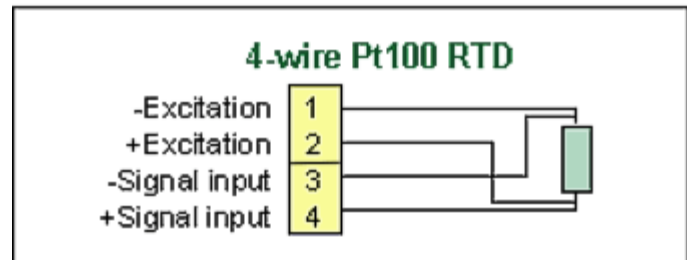 4-wire Pt100 RTD
-Excitation 1
+Excitation 2
-Signal input 3
+Signal input 4